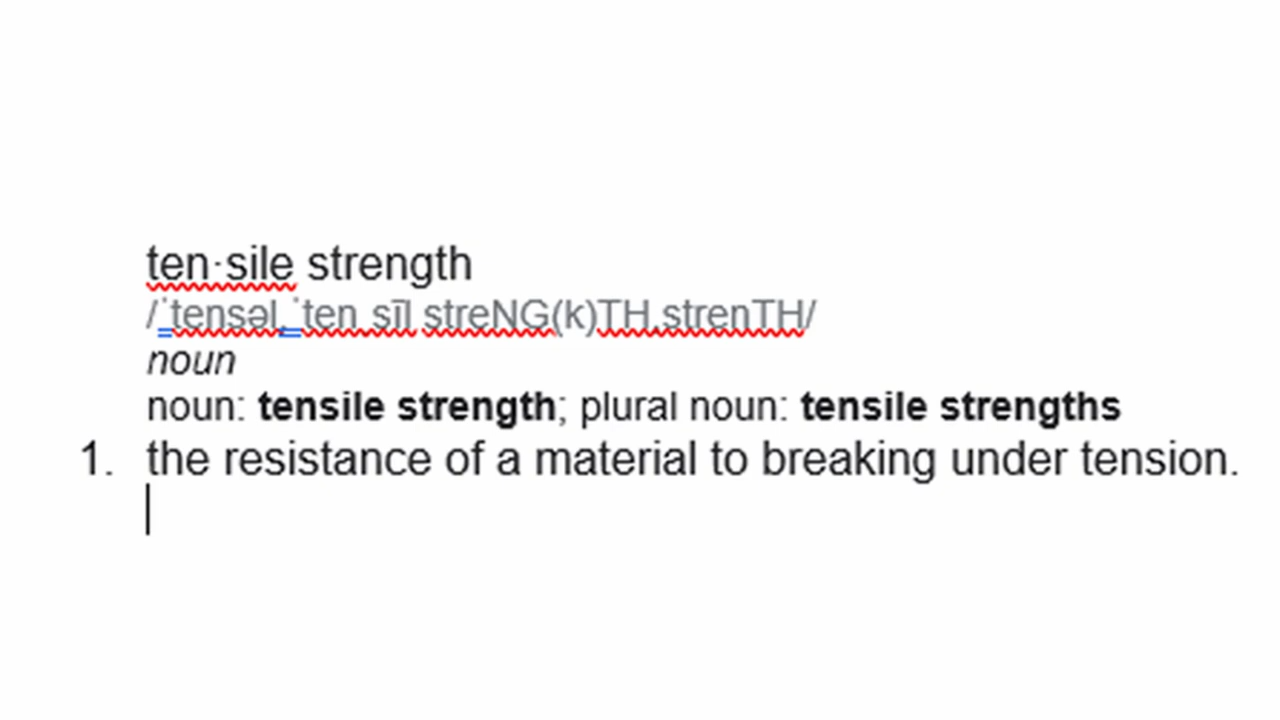 ten·sile strength
/ˈtensəl,ˈtenˌsīl streNG(k)TH,strenTH/
noun
noun: tensile strength; plural noun: tensile strengths
1. the resistance of a material to breaking under tension.